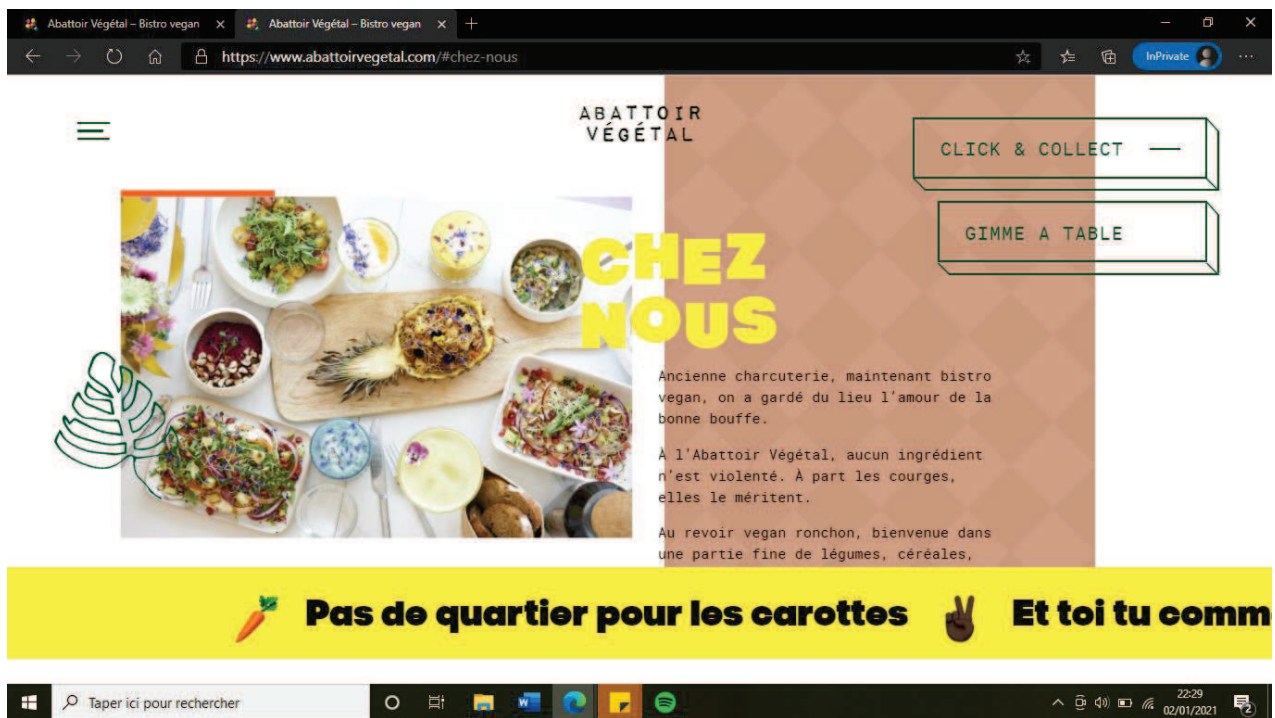 Abattoir Végétal – Bistro vegan
Abattoir Végétal – Bistro vegan
https://www.abattoirvegetal.com/#chez-nous
InPrivate
ABATTOIR
VÉGÉTAL
CLICK & COLLECT
GIMME A TABLE
CHEZ
NOUS
Ancienne charcuterie, maintenant bistro
vegan, on a gardé du lieu l'amour de la
bonne bouffe.
À l'Abattoir Végétal, aucun ingrédient
n'est violenté. À part les courges,
elles le méritent.
Au revoir vegan ronchon, bienvenue dans
une partie fine de légumes, céréales,
Pas de quartier pour les carottes
Et toi tu comm
Taper ici pour rechercher
22:29
02/01/2021
2